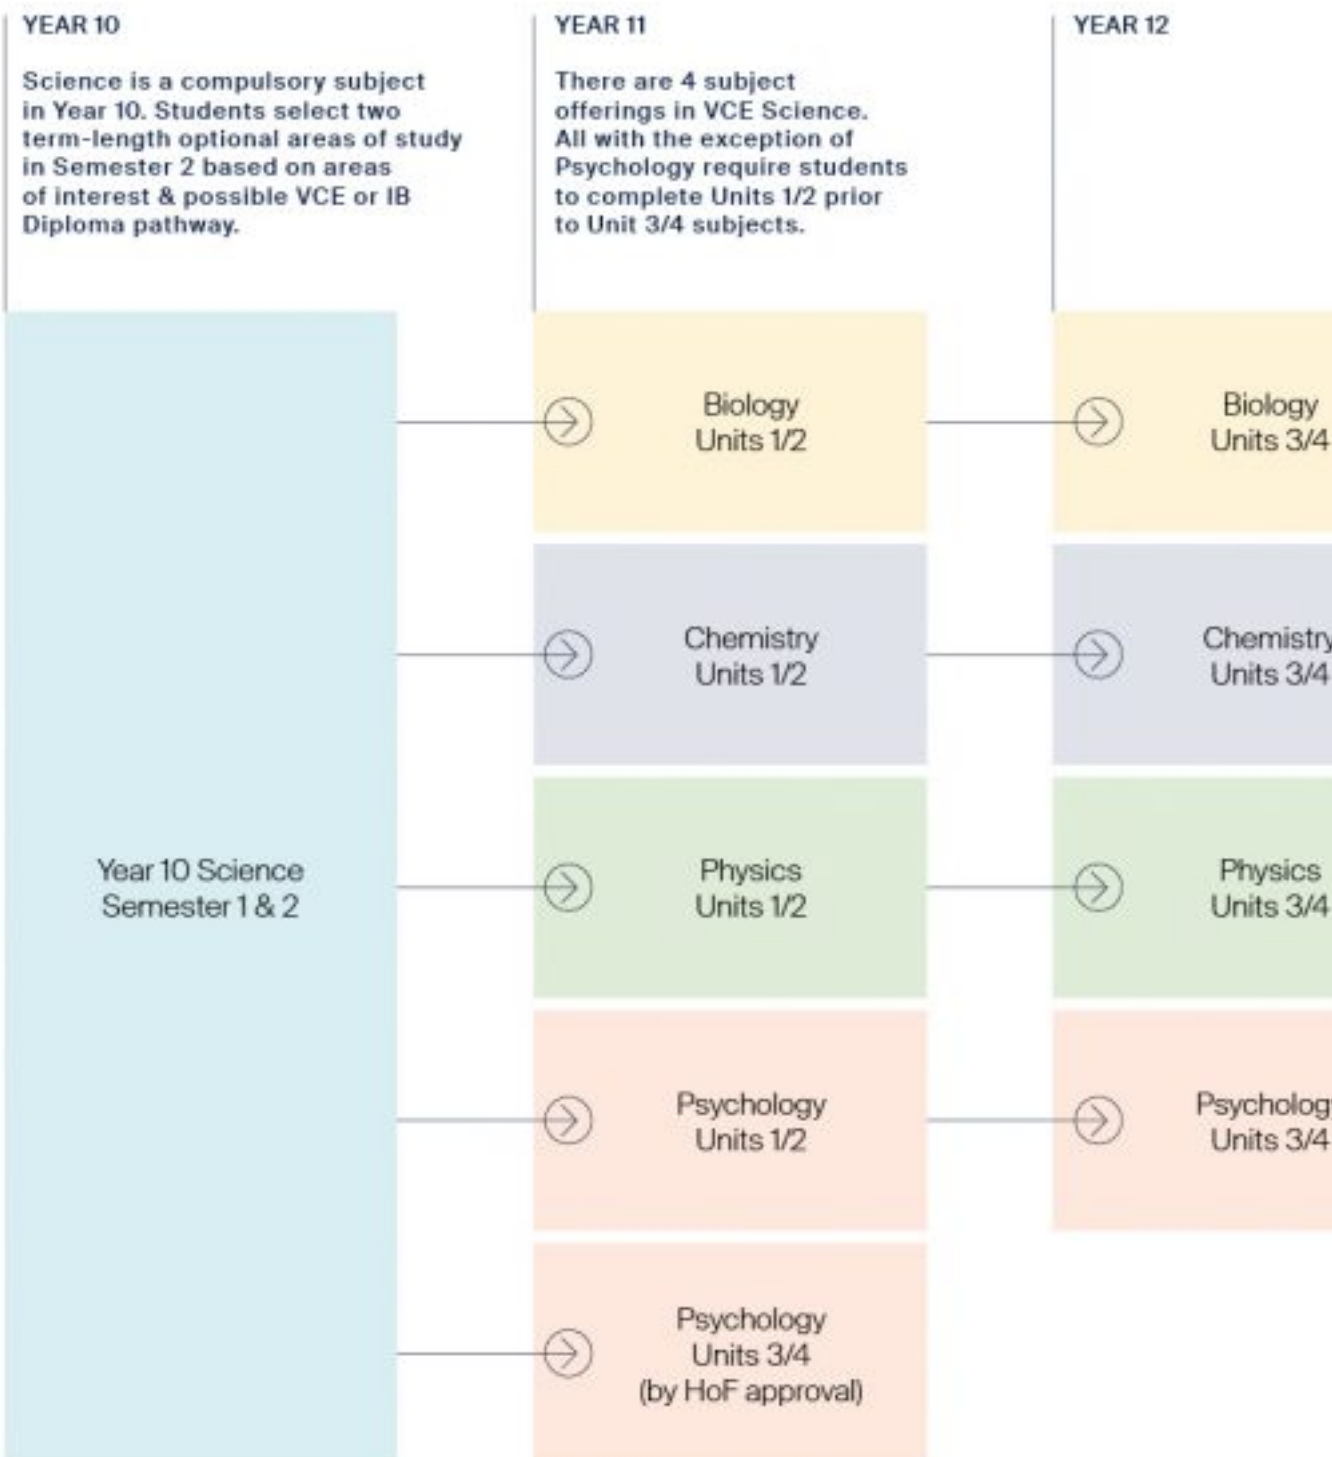 YEAR 10
Science is a compulsory subject
in Year 10. Students select two
term-length optional areas of study
in Semester 2 based on areas
of interest & possible VCE or IB
Diploma pathway.
YEAR 11
There are 4 subject
offerings in VCE Science.
All with the exception of
Psychology require students
to complete Units 1/2 prior
to Unit 3/4 subjects.
YEAR 12
Year 10 Science
Semester 1 & 2
Biology
Units 1/2
Biology
Units 3/4
Chemistry
Units 1/2
Chemistry
Units 3/4
Physics
Units 1/2
Physics
Units 3/4
Psychology
Units 1/2
Psychology
Units 3/4
Psychology
Units 3/4
(by HoF approval)